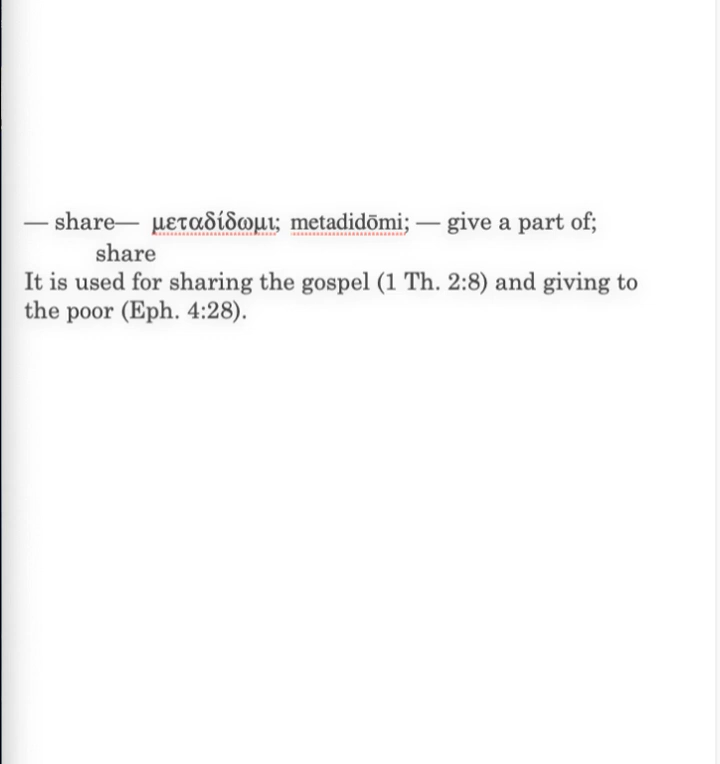 — share— μεταδίδωμι; metadidōmi; — give a part of;
share
It is used for sharing the gospel (1 Th. 2:8) and giving to
the poor (Eph. 4:28).